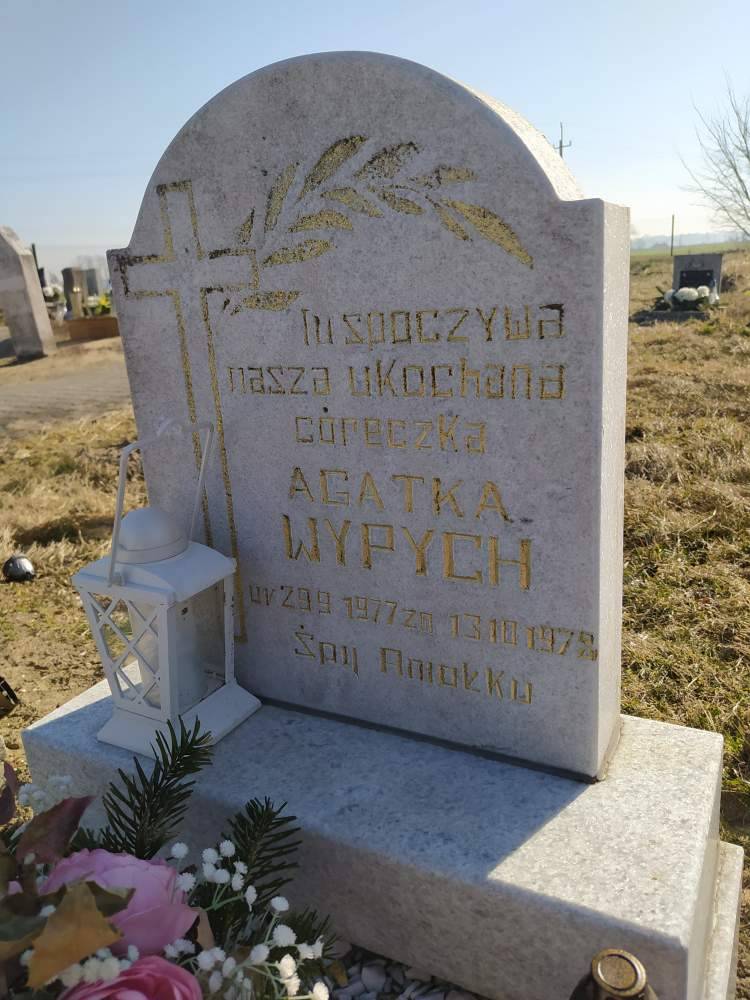 Tu spoczywa
nasza ukochana
córeczka
AGATKA
WYPYCH
ur 29 9 1977 zm 13 10 1978
Śpij Aniołku